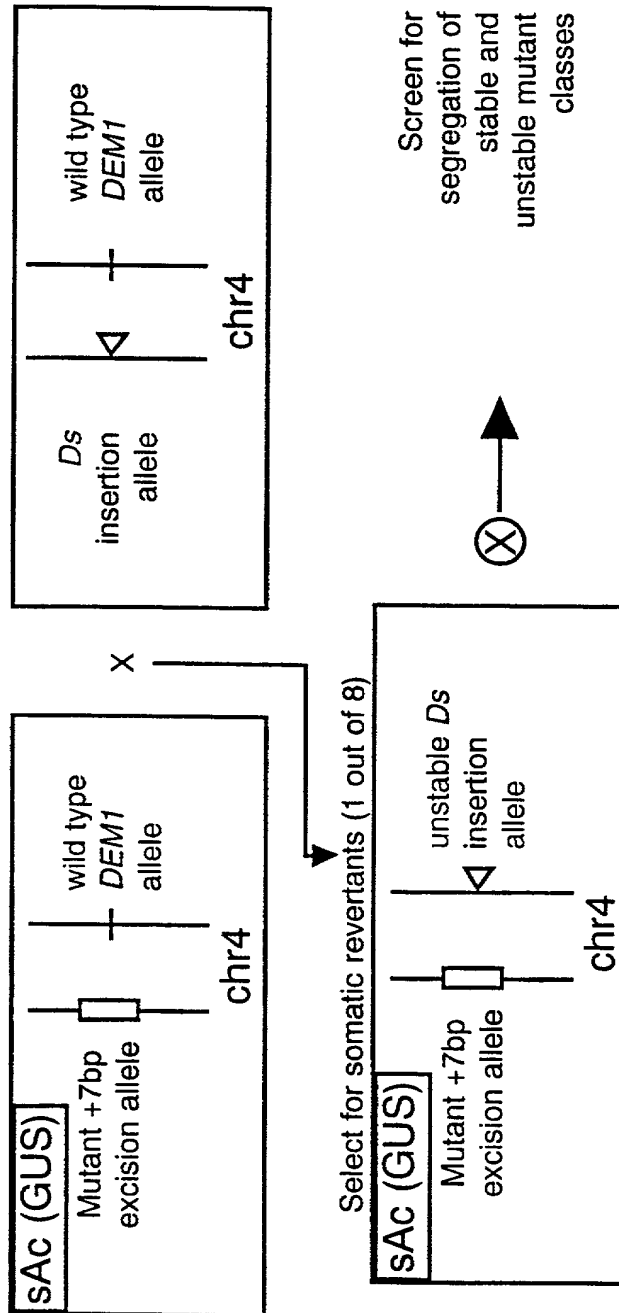 sAc (GUS)
Mutant +7bp
excision allele
wild type
DEM1
allele
chr4
X
Ds
insertion
allele
wild type
DEM1
allele
chr4
Select for somatic revertants (1 out of 8)
sAc (GUS)
Mutant +7bp
excision allele
unstable Ds
insertion
allele
chr4
X
Screen for
segregation of
stable and
unstable mutant
classes